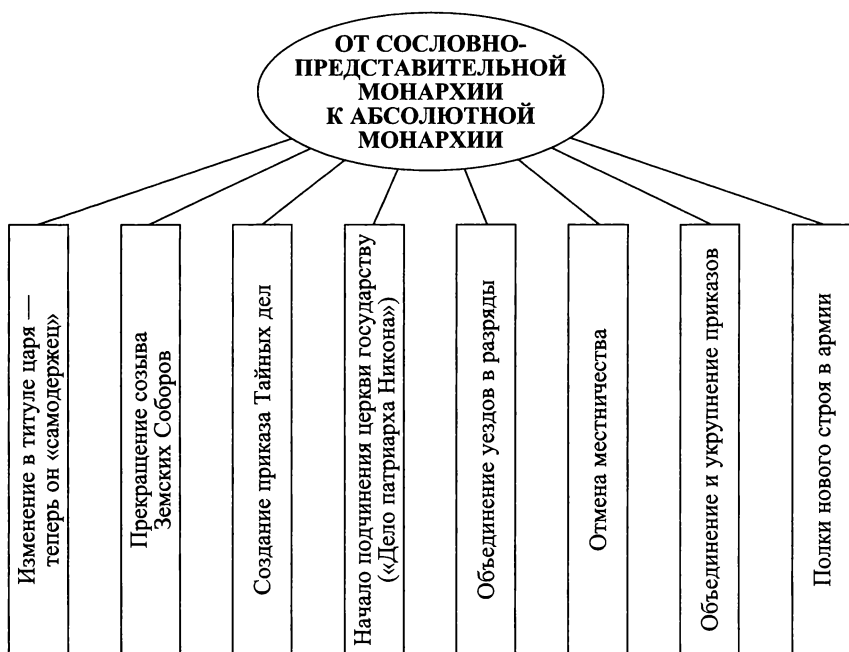 ОТ СОСЛОВНО-
ПРЕДСТАВИТЕЛЬНОЙ
МОНАРХИИ
К АБСОЛЮТНОЙ
МОНАРХИИ
Изменение в титуле царя —
теперь он «самодержец»
Прекращение созыва
Земских Соборов
Создание приказа Тайных дел
Начало подчинения церкви государству
(«Дело патриарха Никона»)
Объединение уездов в разряды
Отмена местничества
Объединение и укрупнение приказов
Полки нового строя в армии